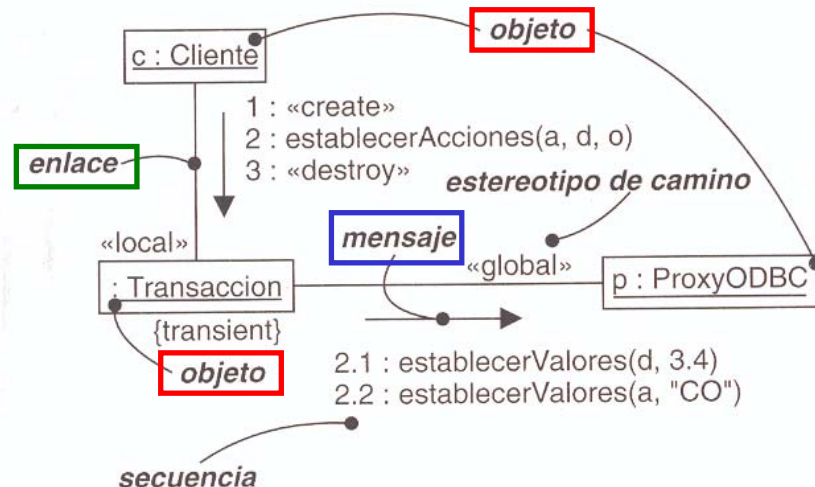 objeto
c : Cliente
1 : «create»
2 : establecerAcciones(a, d, o)
3 : «destroy»
enlace
estereotipo de camino
«local»
mensaje
«global»
: Transaccion
p : ProxyODBC
{transient}
objeto
2.1 : establecerValores(d, 3.4)
2.2 : establecerValores(a, "CO")
secuencia